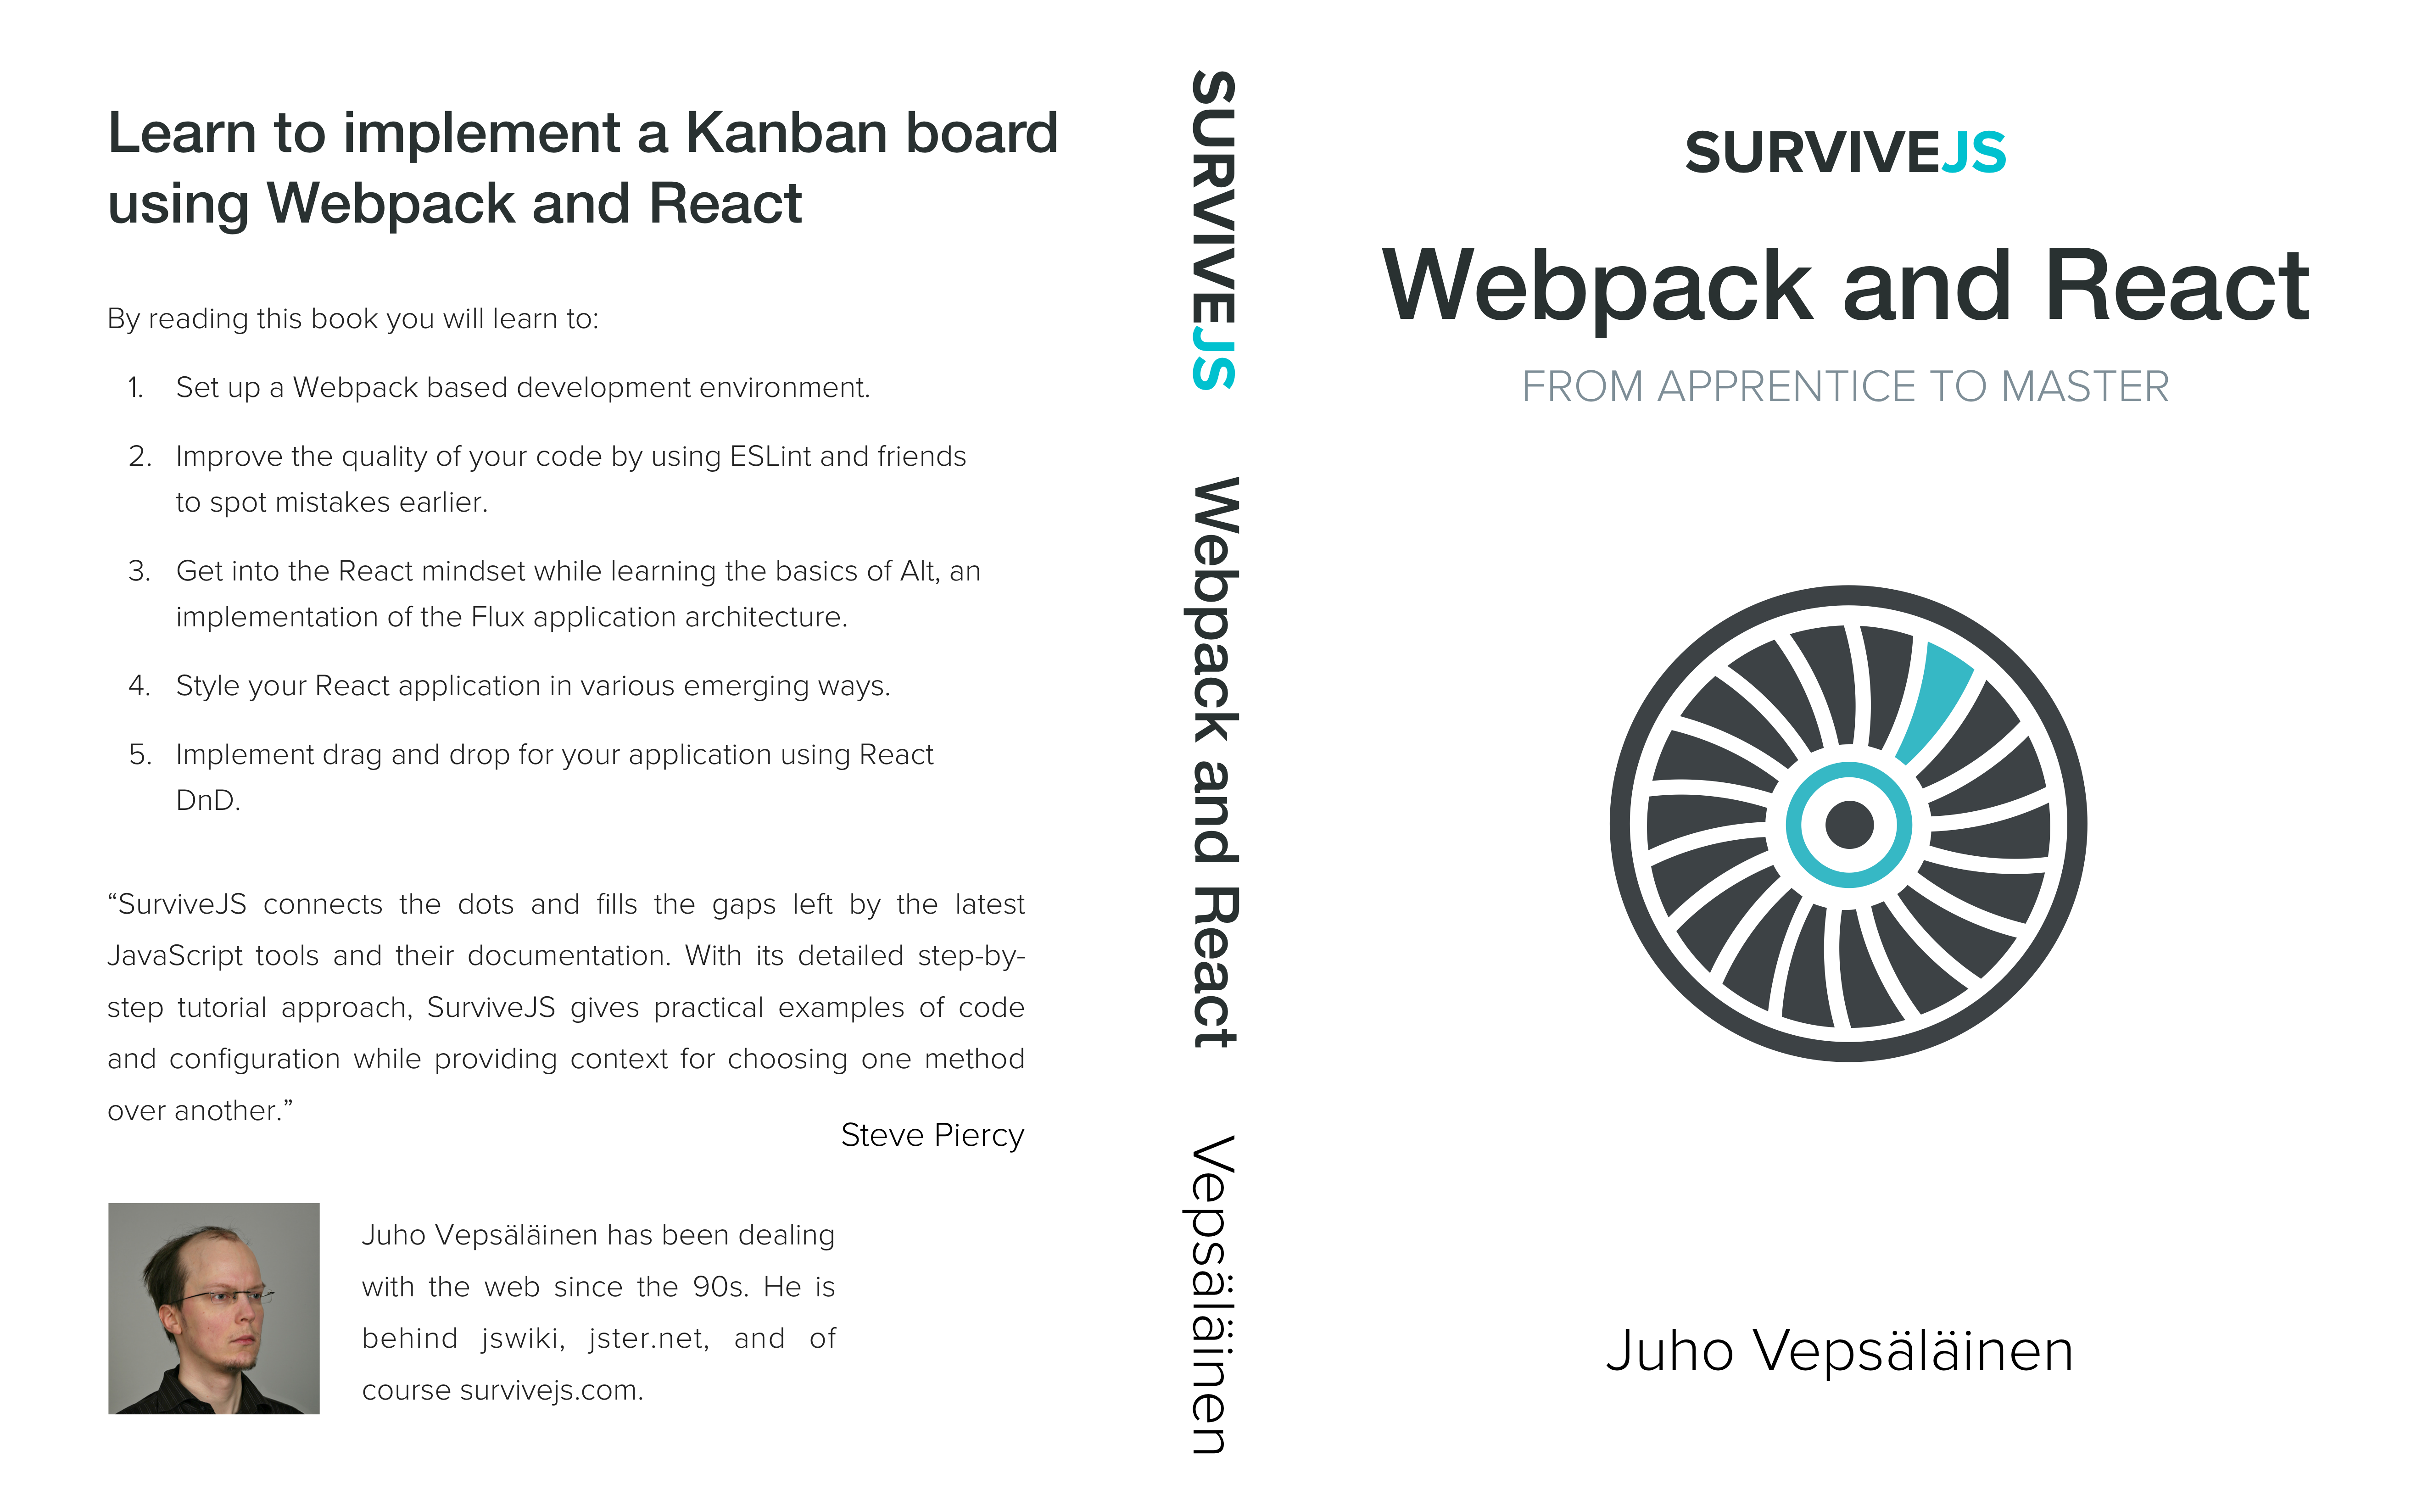 Learn to implement a Kanban board
using Webpack and React
By reading this book you will learn to:
1. Set up a Webpack based development environment.
2. Improve the quality of your code by using ESLint and friends
to spot mistakes earlier.
3. Get into the React mindset while learning the basics of Alt, an
implementation of the Flux application architecture.
4. Style your React application in various emerging ways.
5. Implement drag and drop for your application using React
DnD.
“SurviveJS connects the dots and fills the gaps left by the latest
JavaScript tools and their documentation. With its detailed step-by-
step tutorial approach, SurviveJS gives practical examples of code
and configuration while providing context for choosing one method
over another.”
Steve Piercy
Juho Vepsäläinen has been dealing
with the web since the 90s. He is
behind jswiki, jster.net, and of
course survivejs.com.
SURVIVEJS Webpack and React Vepsäläinen
SURVIVEJS
Webpack and React
FROM APPRENTICE TO MASTER
Juho Vepsäläinen